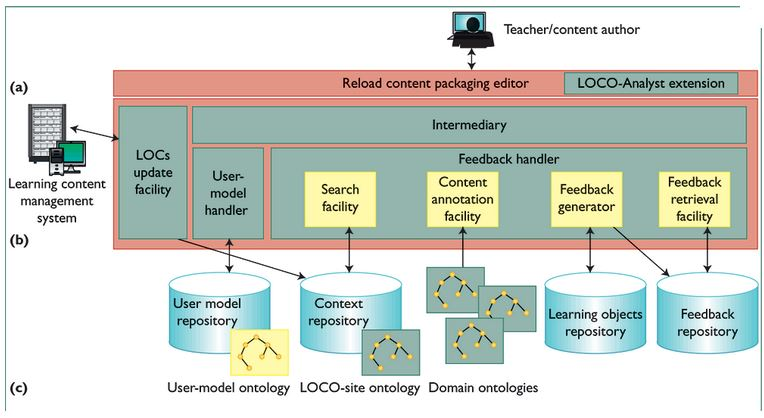 Teacher/content author
(a)
Reload content packaging editor
LOCO-Analyst extension
Intermediary
LOCs
update
facility
User-
model
handler
Feedback handler
Search
facility
Content
annotation
facility
Feedback
generator
Feedback
retrieval
facility
Learning content
management
system
(b)
User model
repository
Context
repository
Learning objects
repository
Feedback
repository
User-model ontology
LOCO-site ontology
Domain ontologies
(c)